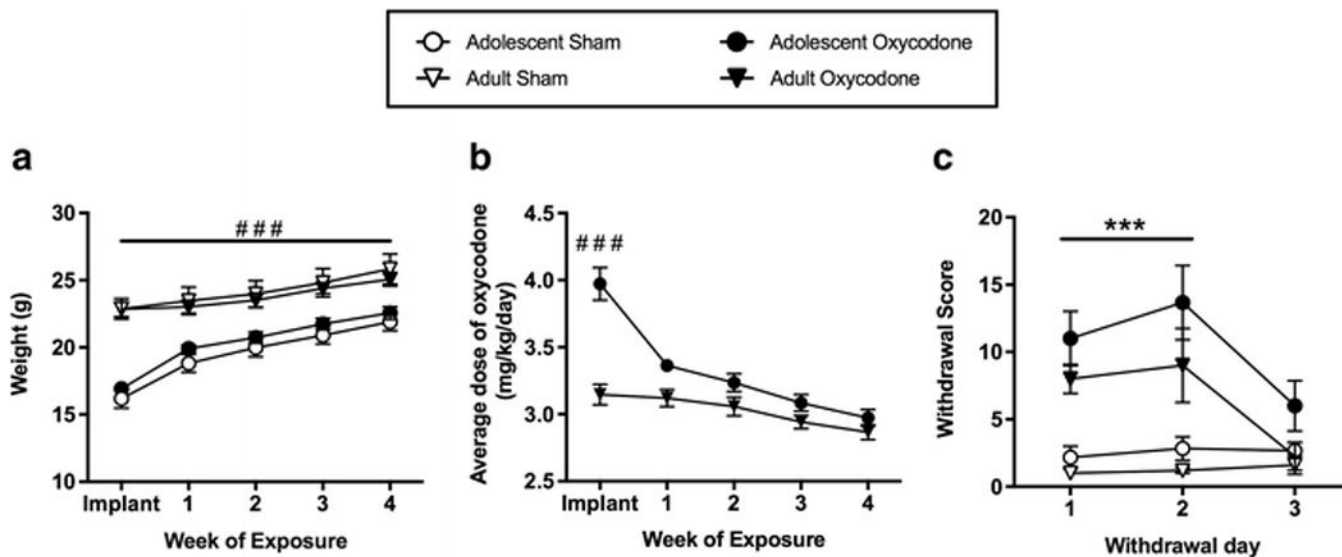 Adolescent Sham
Adolescent Oxycodone
Adult Sham
Adult Oxycodone
a
b
c
30
25
20
15
10
Weight (g)
###
Implant 1 2 3 4
Week of Exposure
4.5
4.0
3.5
3.0
2.5
Average dose of oxycodone
(mg/kg/day)
###
Implant 1 2 3 4
Week of Exposure
20
15
10
5
0
Withdrawal Score
***
1 2 3
Withdrawal day